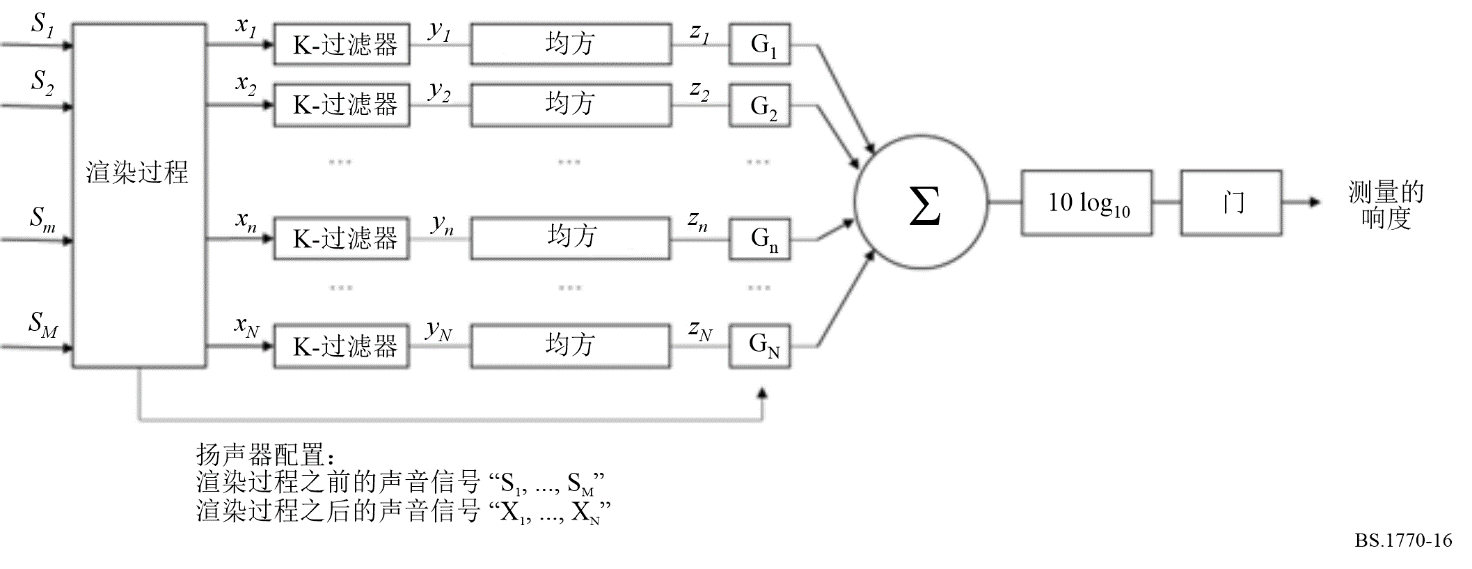 S1 x1 K-过滤器 y1 均方 z1 G1
S2 x2 K-过滤器 y2 均方 z2 G2
... ... ...
渲染过程
Σ 10 log10 门 测量的
响度
Sm xn K-过滤器 yn 均方 zn Gn
... ... ...
SM xN K-过滤器 yN 均方 zN GN
扬声器配置：
渲染过程之前的声音信号 “S1, ..., SM”
渲染过程之后的声音信号 “X1, ..., XN”
BS.1770-16